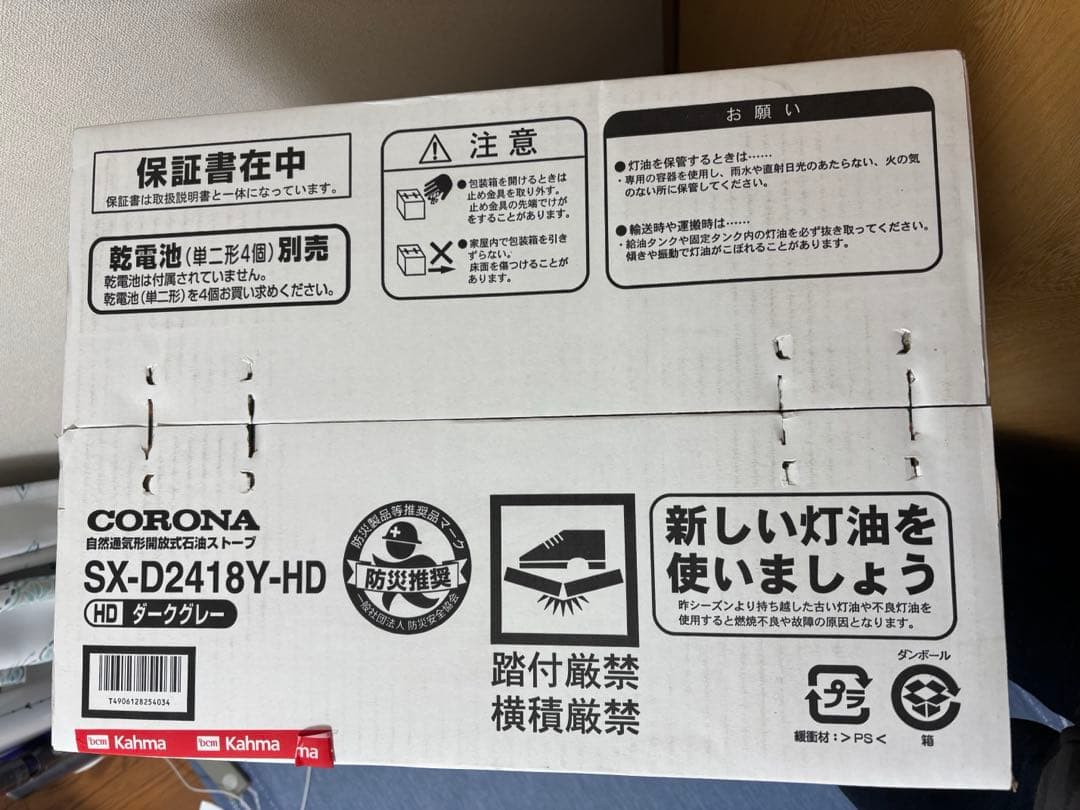 保証書在中
保証書は取扱説明書と一体になっています。
乾電池(単二形4個)別売
乾電池は付属されていません。
乾電池(単二形)を4個お買い求めください。
注意
●包装箱を開けるときは
止め金具を取り外す。
止め金具の先端でけが
をすることがあります。
●家屋内で包装箱を引き
ずらない。
床面を傷つけることが
あります。
お願い
●灯油を保管するときは……
・専用の容器を使用し、雨水や直射日光のあたらない、火の気
のない所に保管してください。
●輸送時や運搬時は……
・給油タンクや固定タンク内の灯油を必ず抜き取ってください。
傾きや振動で灯油がこぼれることがあります。
CORONA
自然通気形開放式石油ストーブ
SX-D2418Y-HD
HD ダークグレー
T4906128254034
dcm Kahma dcm Kahma ma
防災製品等推奨品マーク
防災推奨
一般社団法人 防災安全協会
踏付厳禁
横積厳禁
新しい灯油を
使いましょう
昨シーズンより持ち越した古い灯油や不良灯油を
使用すると燃焼不良や故障の原因となります。
プラ
緩衝材:>PS<
ダンボール
箱